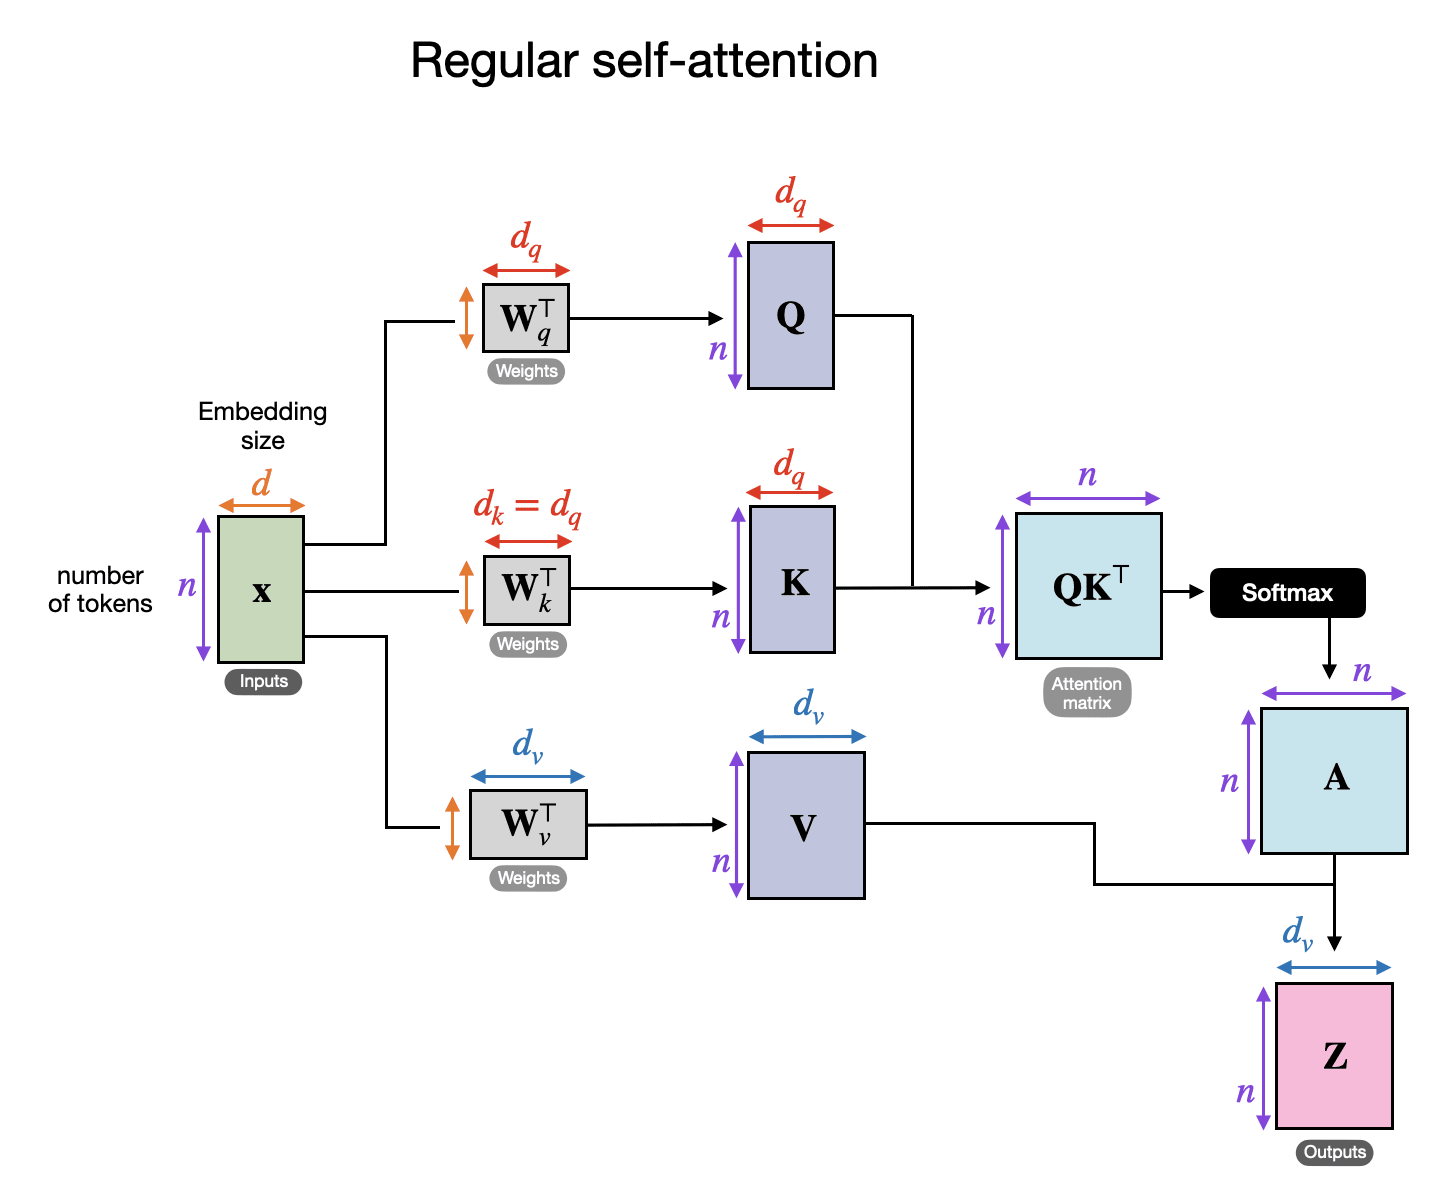 Regular self-attention
d_q
d_q
W_q^⊤
Q
n
Weights
Embedding
size
d
d_k = d_q
d_q
n
number
of tokens
n
x
W_k^⊤
K
n
QK^⊤
n
Softmax
Inputs
Weights
Attention
matrix
n
d_v
d_v
W_v^⊤
V
n
A
n
Weights
d_v
Z
n
Outputs